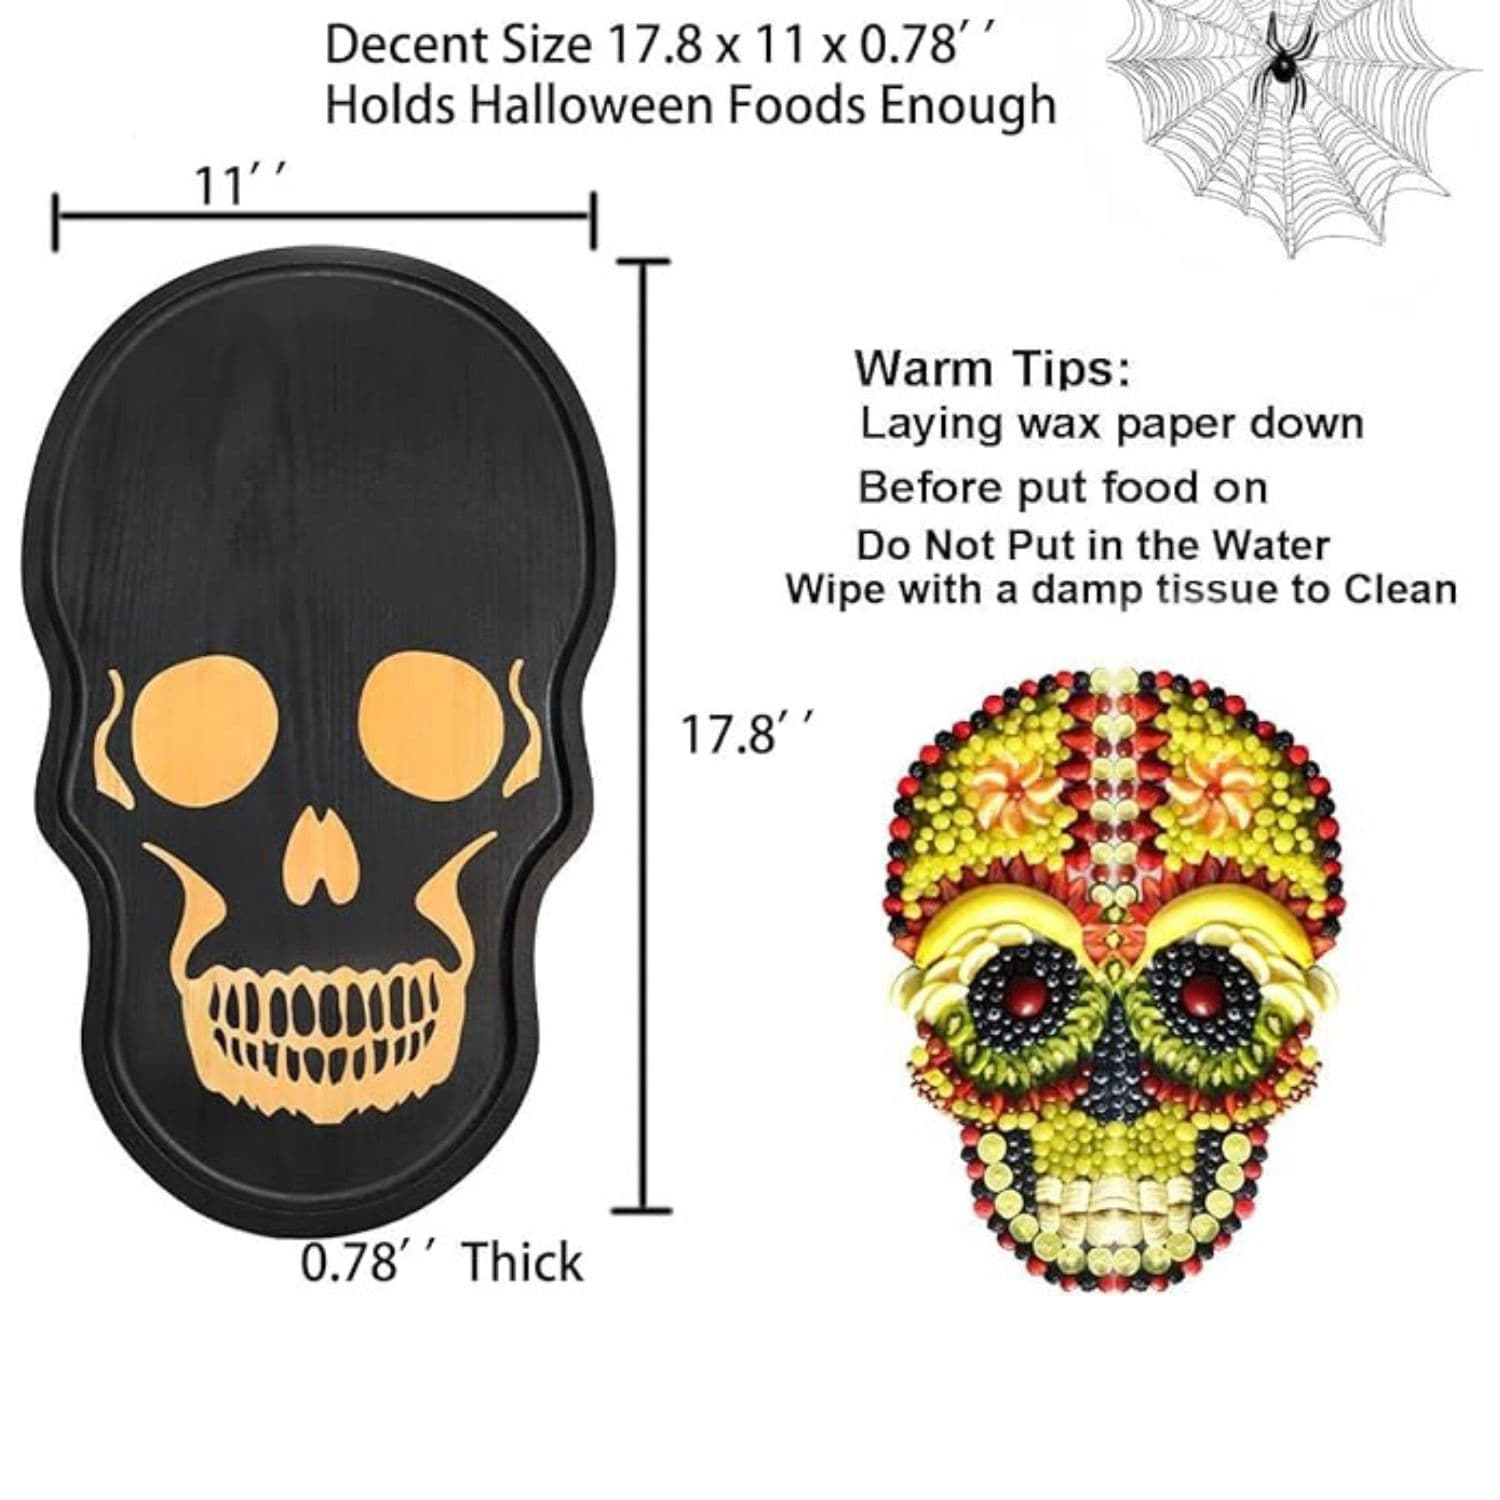 Decent Size 17.8 x 11 x 0.78′ ′
Holds Halloween Foods Enough
11′ ′
17.8′ ′
0.78′ ′ Thick
Warm Tips:
Laying wax paper down
Before put food on
Do Not Put in the Water
Wipe with a damp tissue to Clean